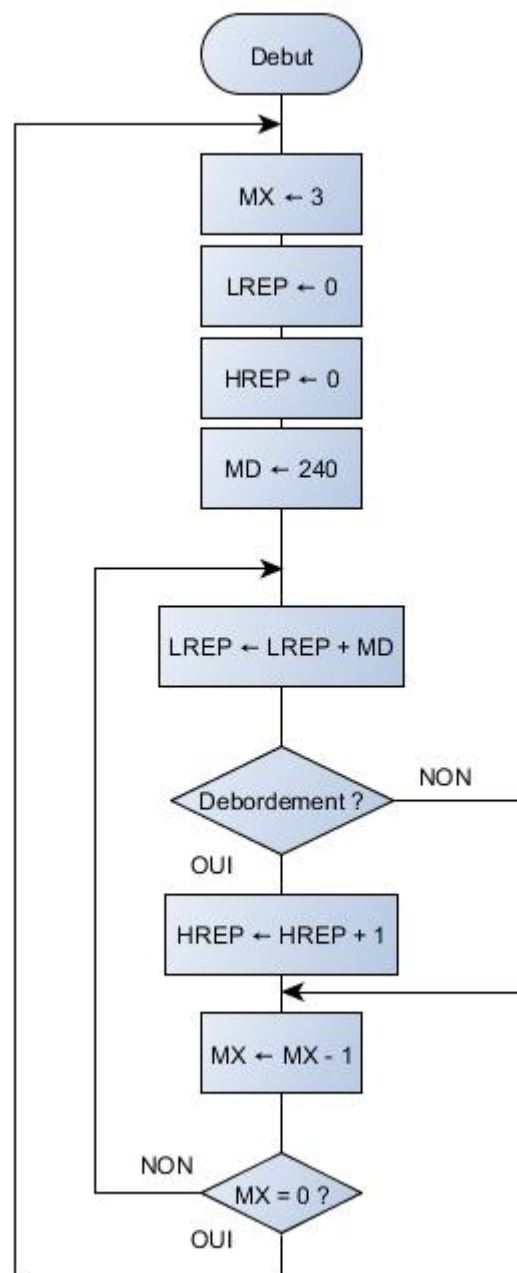 Debut
MX ← 3
LREP ← 0
HREP ← 0
MD ← 240
LREP ← LREP + MD
Debordement ?
NON
OUI
HREP ← HREP + 1
MX ← MX - 1
NON
MX = 0 ?
OUI